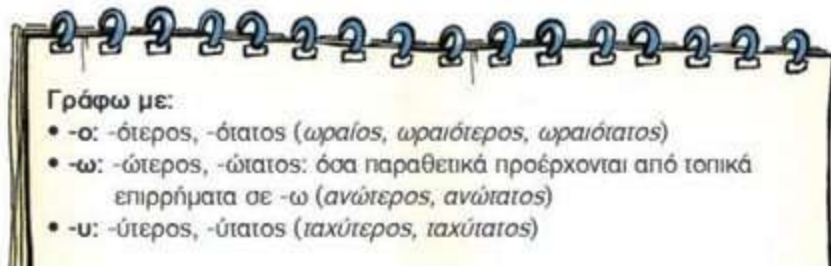 Γράφω με:
• -ο: -ότερος, -ότατος (ωραίος, ωραιότερος, ωραιότατος)
• -ω: -ώτερος, -ώτατος: όσα παραθετικά προέρχονται από τοπικά
επιρρήματα σε -ω (ανώτερος, ανώτατος)
• -υ: -ύτερος, -ύτατος (ταχύτερος, ταχύτατος)